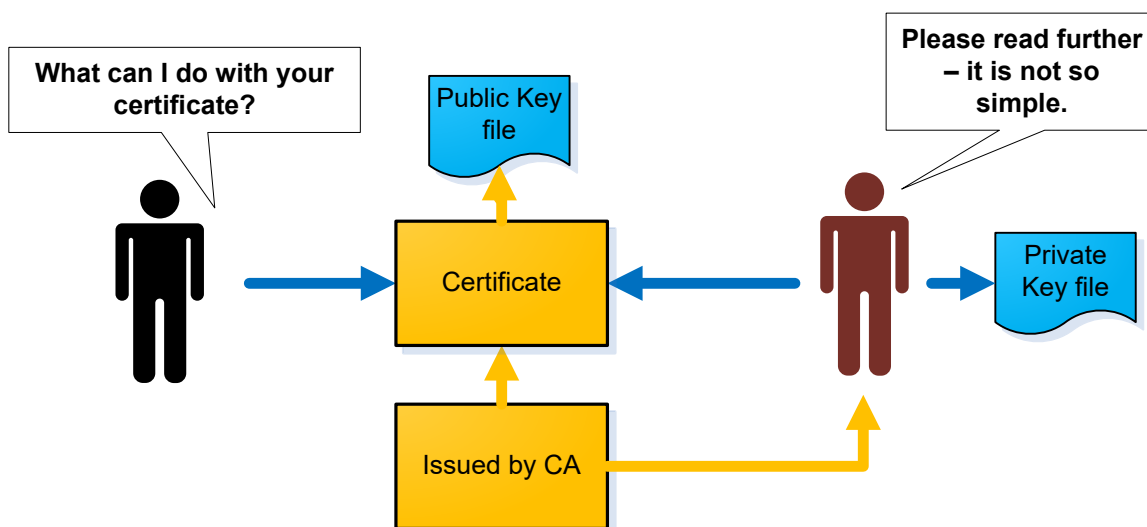 What can I do with your
certificate?
Please read further
– it is not so
simple.
Public Key
file
Certificate
Private
Key file
Issued by CA